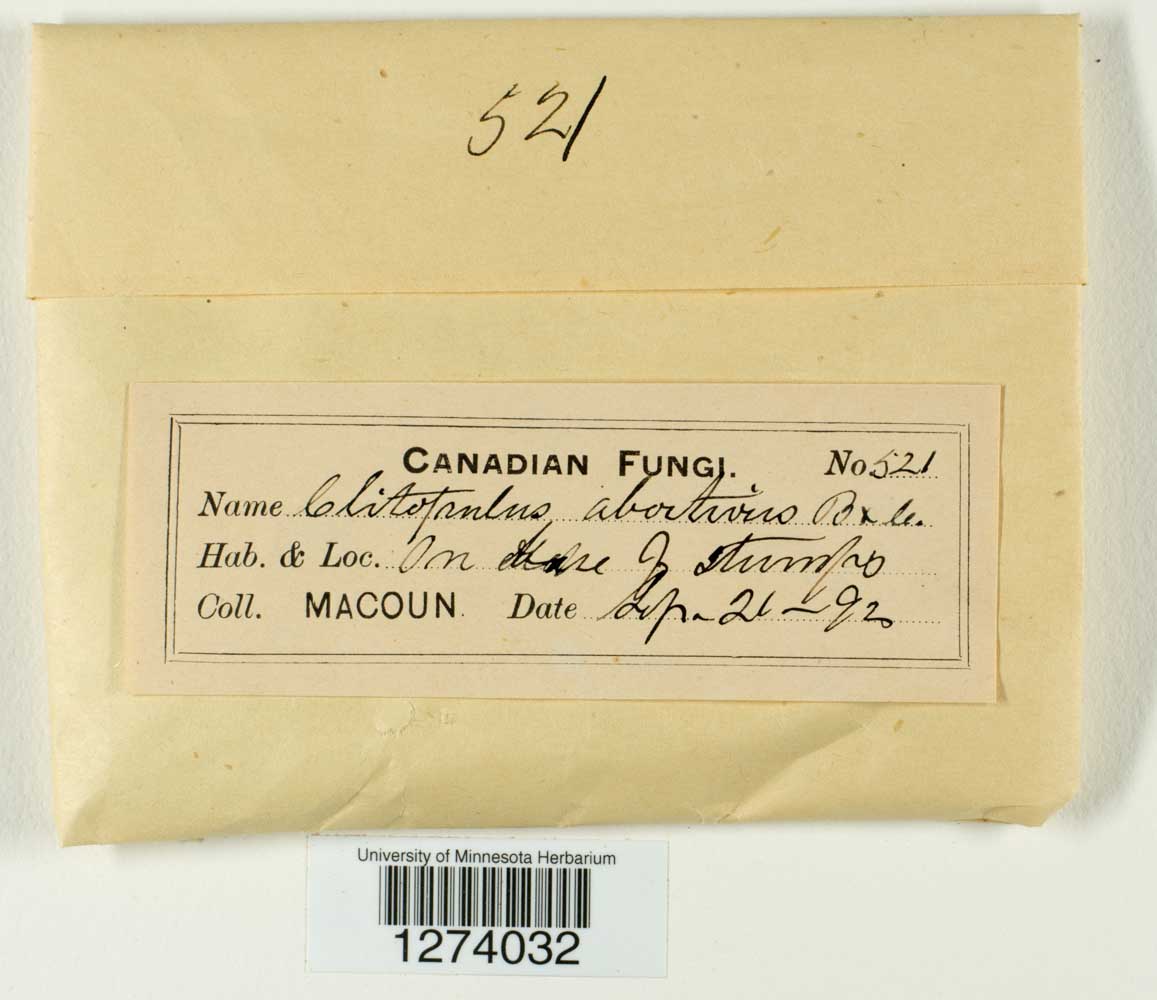 521
CANADIAN FUNGI. No 521
Name Clitopilus abortivus B & C.
Hab. & Loc. On base of stumps
Coll. MACOUN. Date Sep. 21 - 92
University of Minnesota Herbarium
1274032